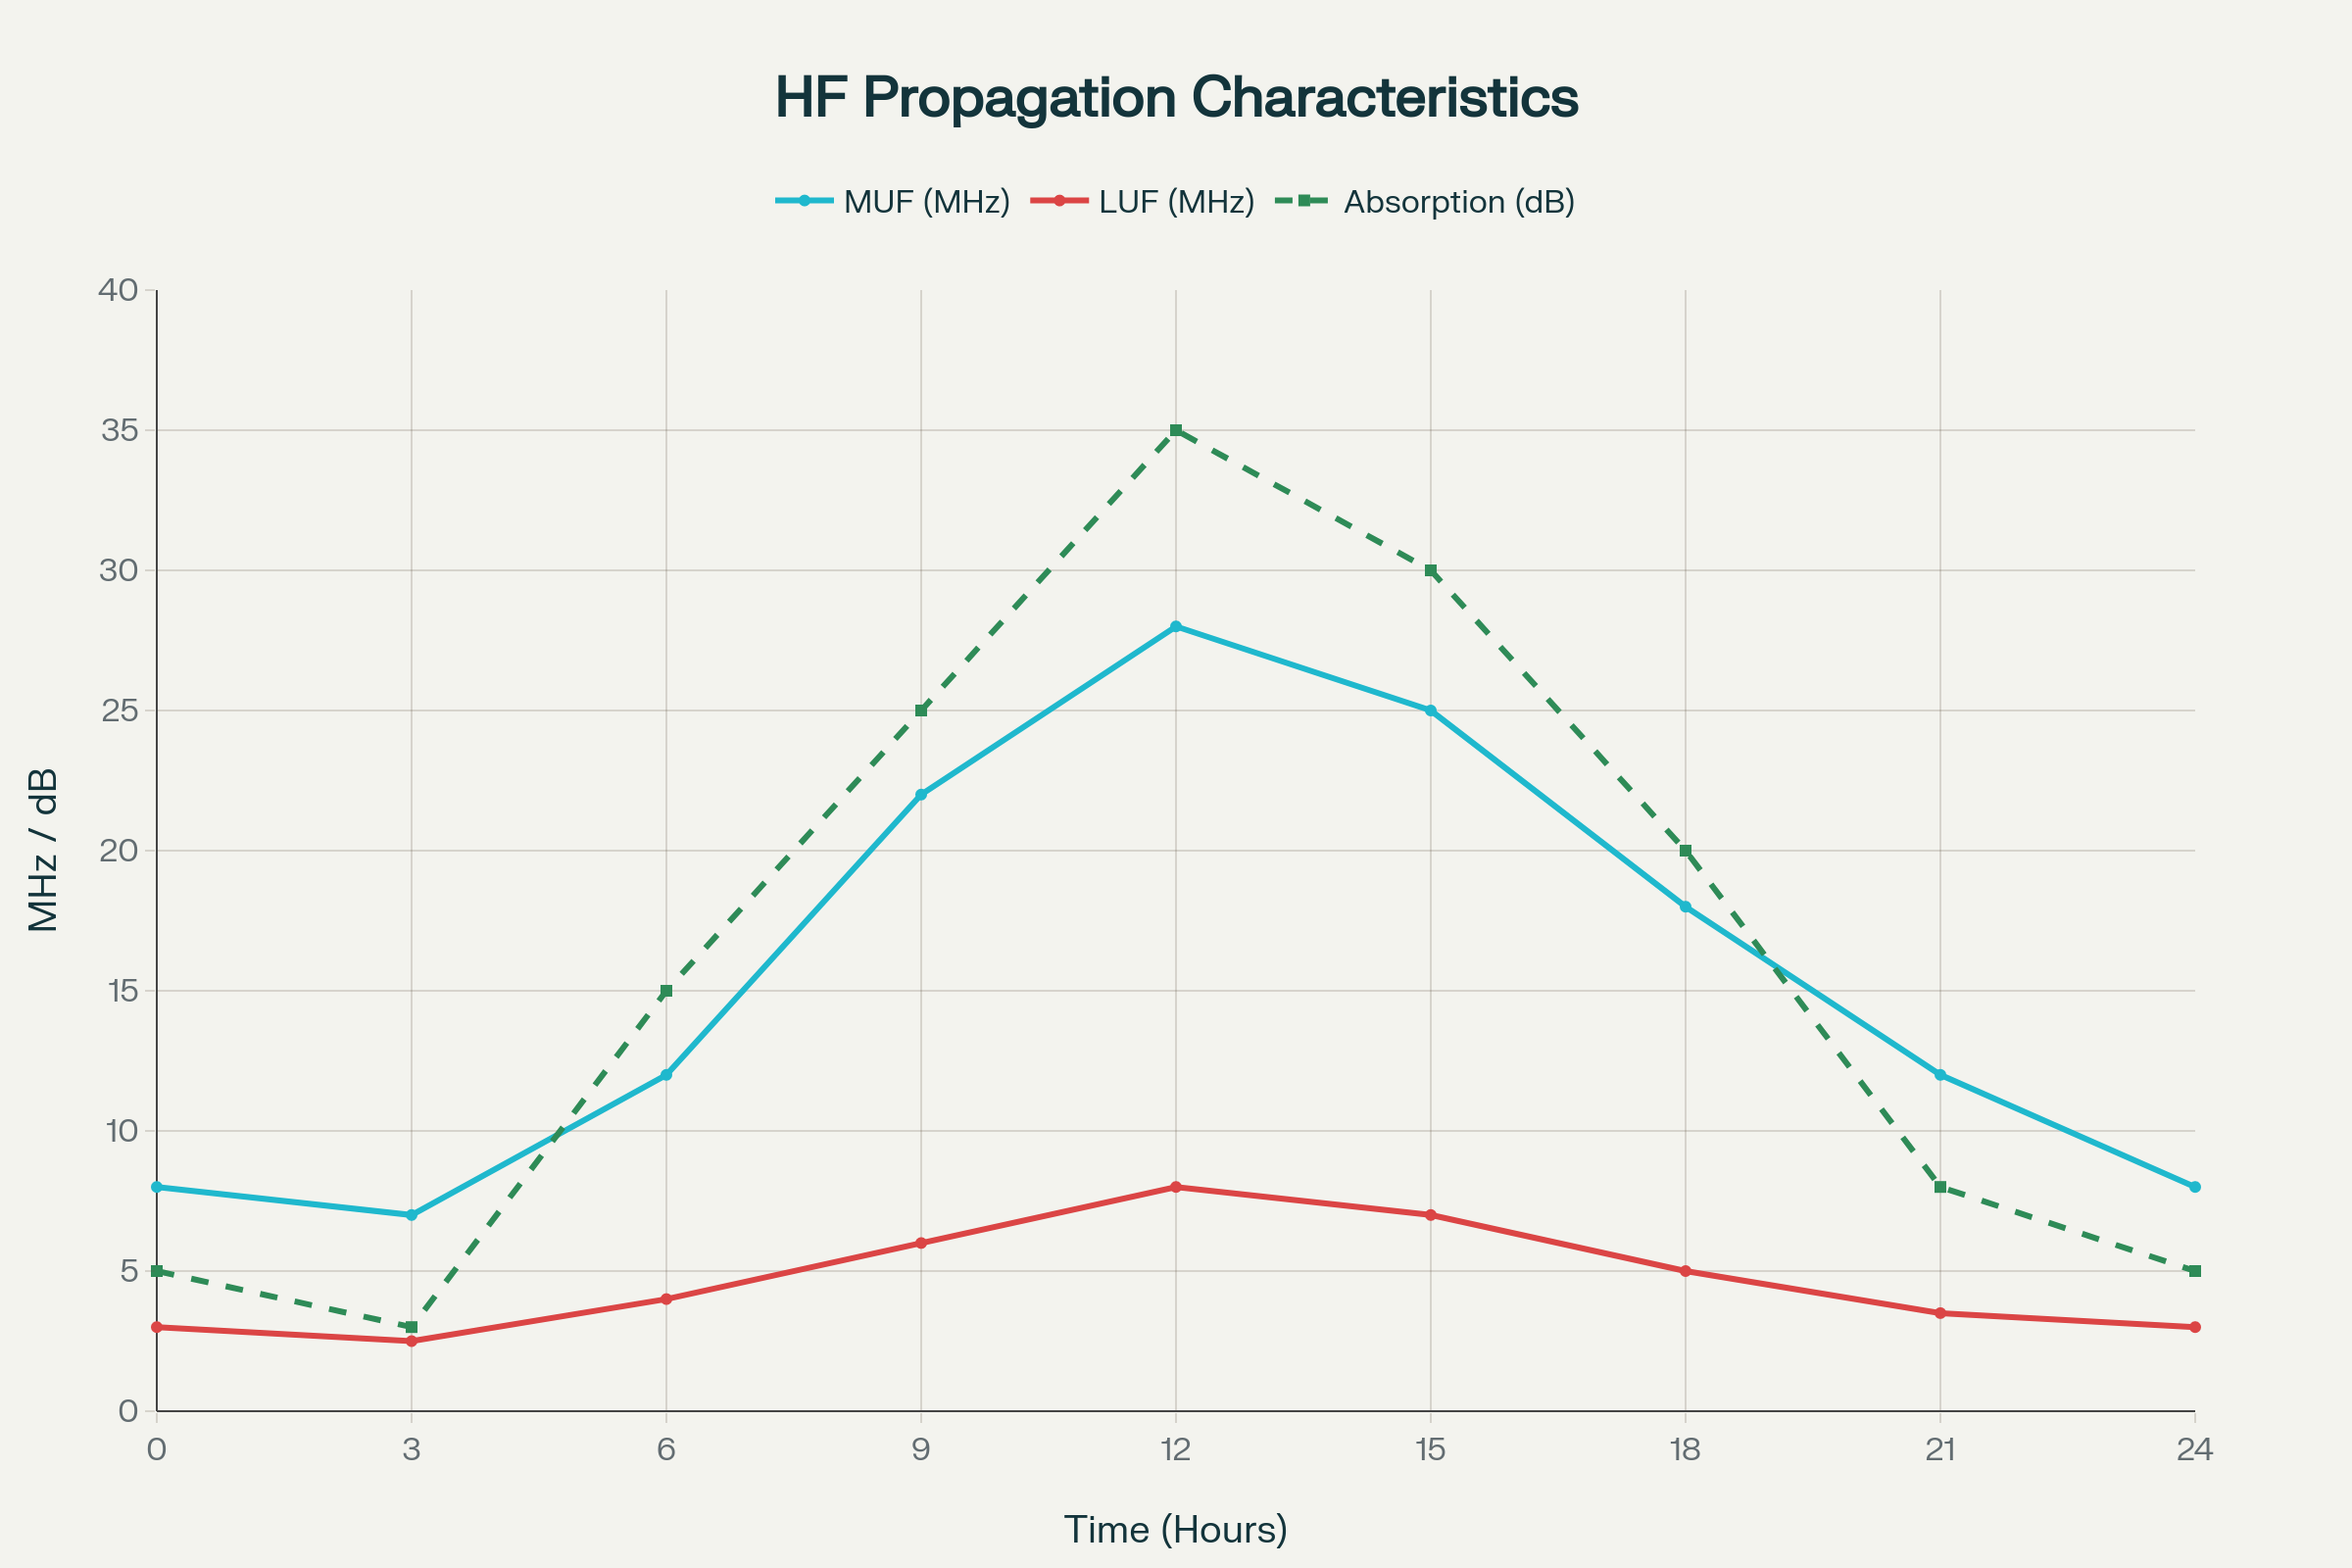 HF Propagation Characteristics
MUF (MHz) LUF (MHz) Absorption (dB)
40
35
30
25
20
15
10
5
0
MHz / dB
0 3 6 9 12 15 18 21 24
Time (Hours)